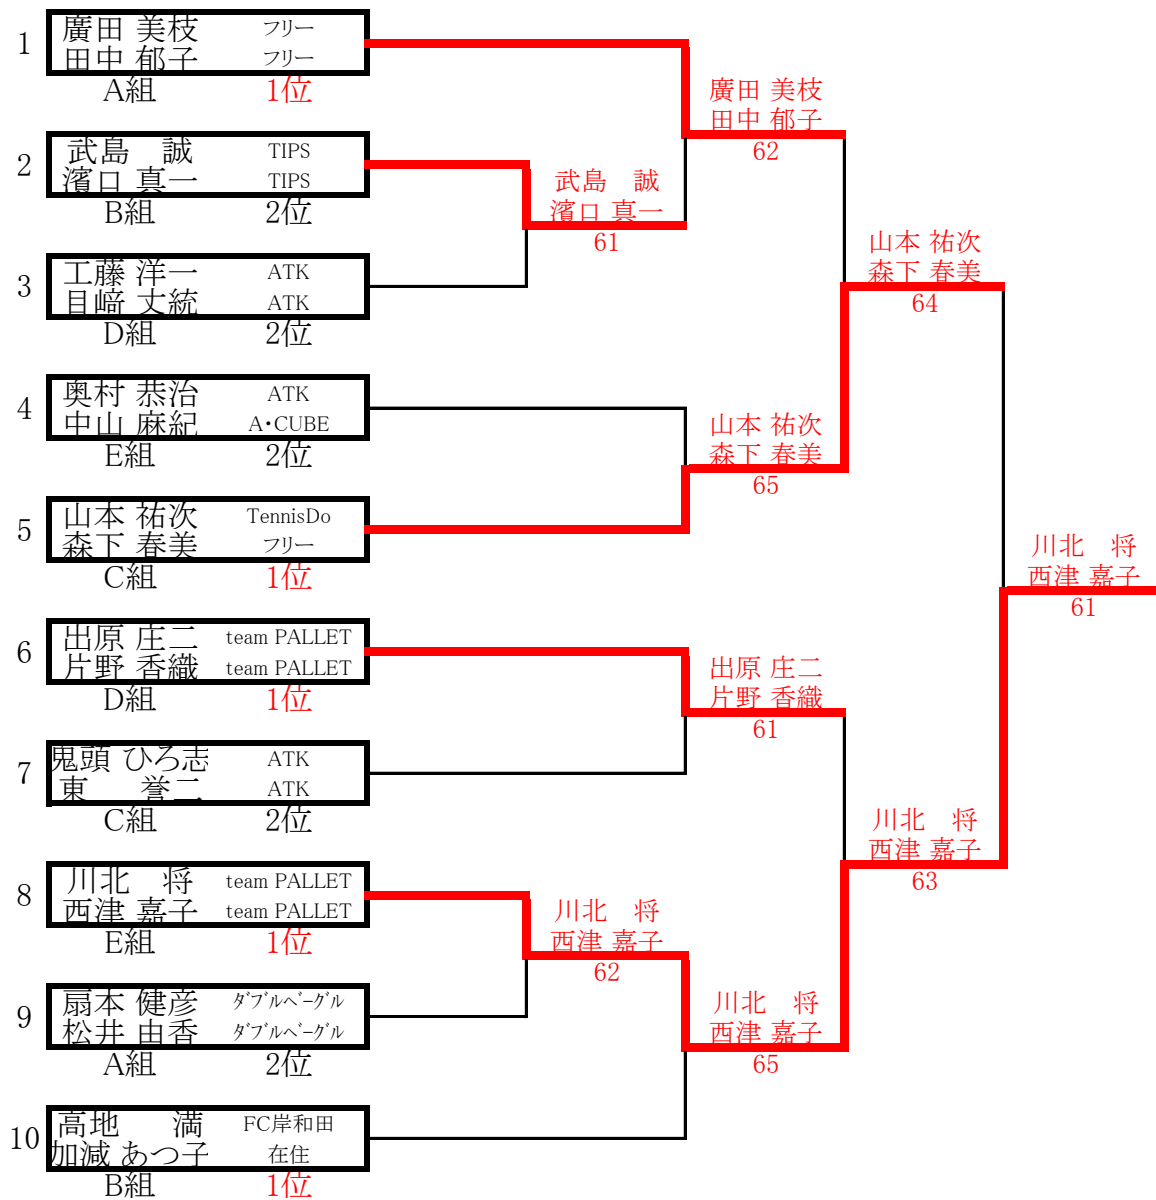 1 廣田 美枝 フリー
田中 郁子 フリー
A組 1位
2 武島　誠 TIPS
濱口 真一 TIPS
B組 2位
3 工藤 洋一 ATK
目﨑 丈統 ATK
D組 2位
4 奥村 恭治 ATK
中山 麻紀 A・CUBE
E組 2位
5 山本 祐次 TennisDo
森下 春美 フリー
C組 1位
6 出原 庄二 team PALLET
片野 香織 team PALLET
D組 1位
7 鬼頭 ひろ志 ATK
東　誉二 ATK
C組 2位
8 川北　将 team PALLET
西津 嘉子 team PALLET
E組 1位
9 扇本 健彦 ﾀﾞﾌﾞﾙﾍﾞｰｸﾞﾙ
松井 由香 ﾀﾞﾌﾞﾙﾍﾞｰｸﾞﾙ
A組 2位
10 高地　満 FC岸和田
加減 あつ子 在住
B組 1位
武島　誠
濱口 真一
61
川北　将
西津 嘉子
62
廣田 美枝
田中 郁子
62
山本 祐次
森下 春美
65
出原 庄二
片野 香織
61
川北　将
西津 嘉子
65
山本 祐次
森下 春美
64
川北　将
西津 嘉子
63
川北　将
西津 嘉子
61